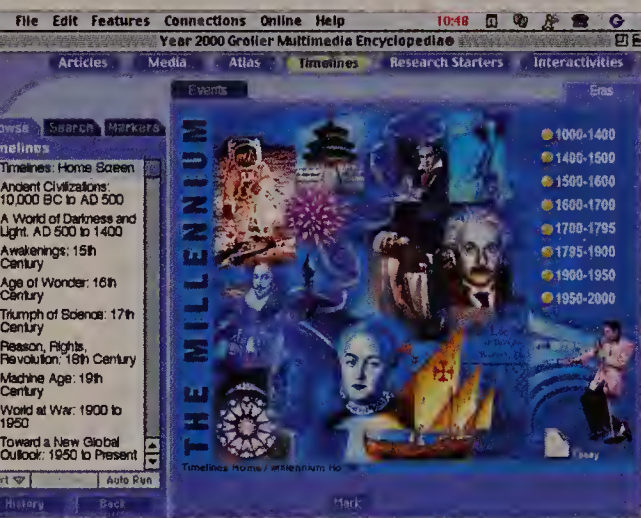 File Edit Features Connections Online Help 10:48
Year 2000 Grolier Multimedia Encyclopedia®
Articles Media Atlas Timelines Research Starters Interactivities
Events Eras
Search Markers
Timelines: Home Screen
Ancient Civilizations:
10,000 BC to AD 500
A World of Darkness and
Light. AD 500 to 1400
Awakenings: 15th
Century
Age of Wonder: 16th
Century
Triumph of Science: 17th
Century
Reason, Rights,
Revolution: 18th Century
Machine Age: 19th
Century
World at War: 1900 to
1950
Toward a New Global
Outlook: 1950 to Present
Auto Run
History Back
THE MILLENNIUM
1000-1400
1400-1500
1500-1600
1600-1700
1700-1795
1795-1900
1900-1950
1950-2000
Essay
Timelines Home / Millennium Ho
Mark